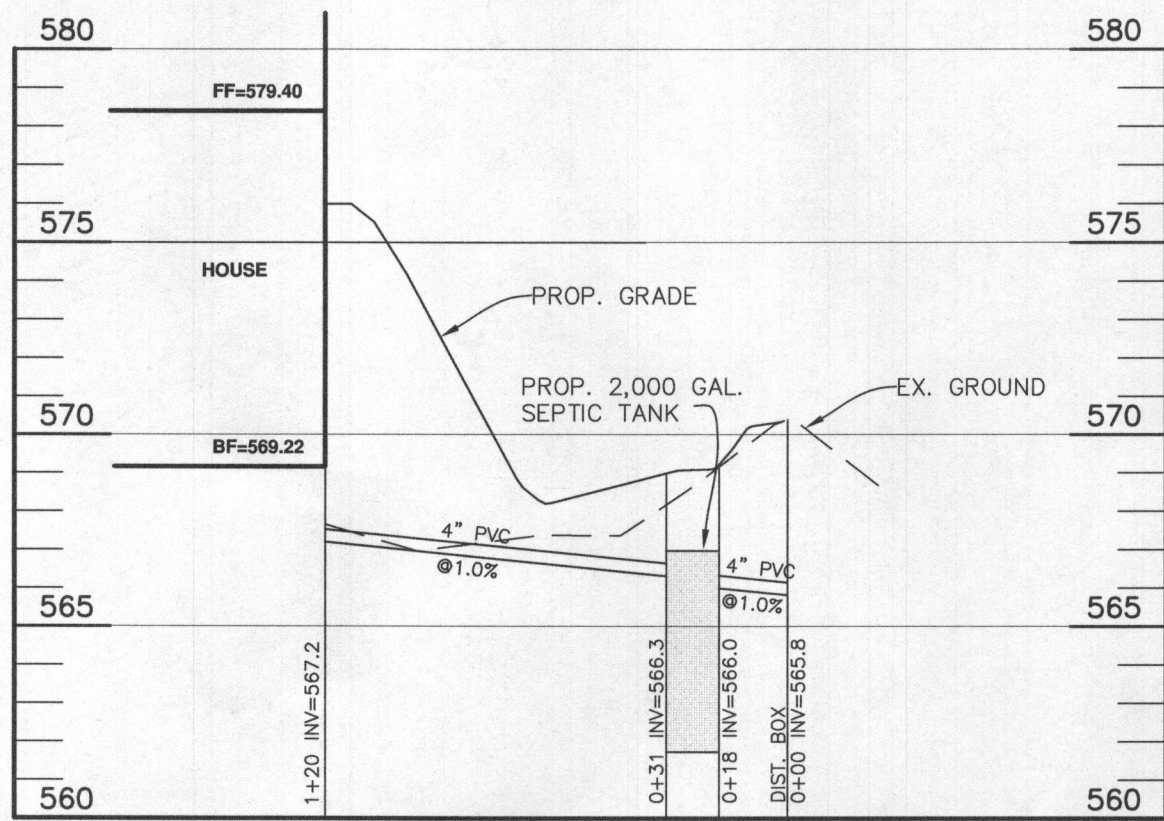 580
580
FF=579.40
575
575
HOUSE
PROP. GRADE
PROP. 2,000 GAL.
SEPTIC TANK
EX. GROUND
570
570
BF=569.22
4" PVC
@1.0%
4" PVC
@1.0%
565
565
1+20 INV=567.2
0+31 INV=566.3
0+18 INV=566.0
DIST. BOX
0+00 INV=565.8
560
560